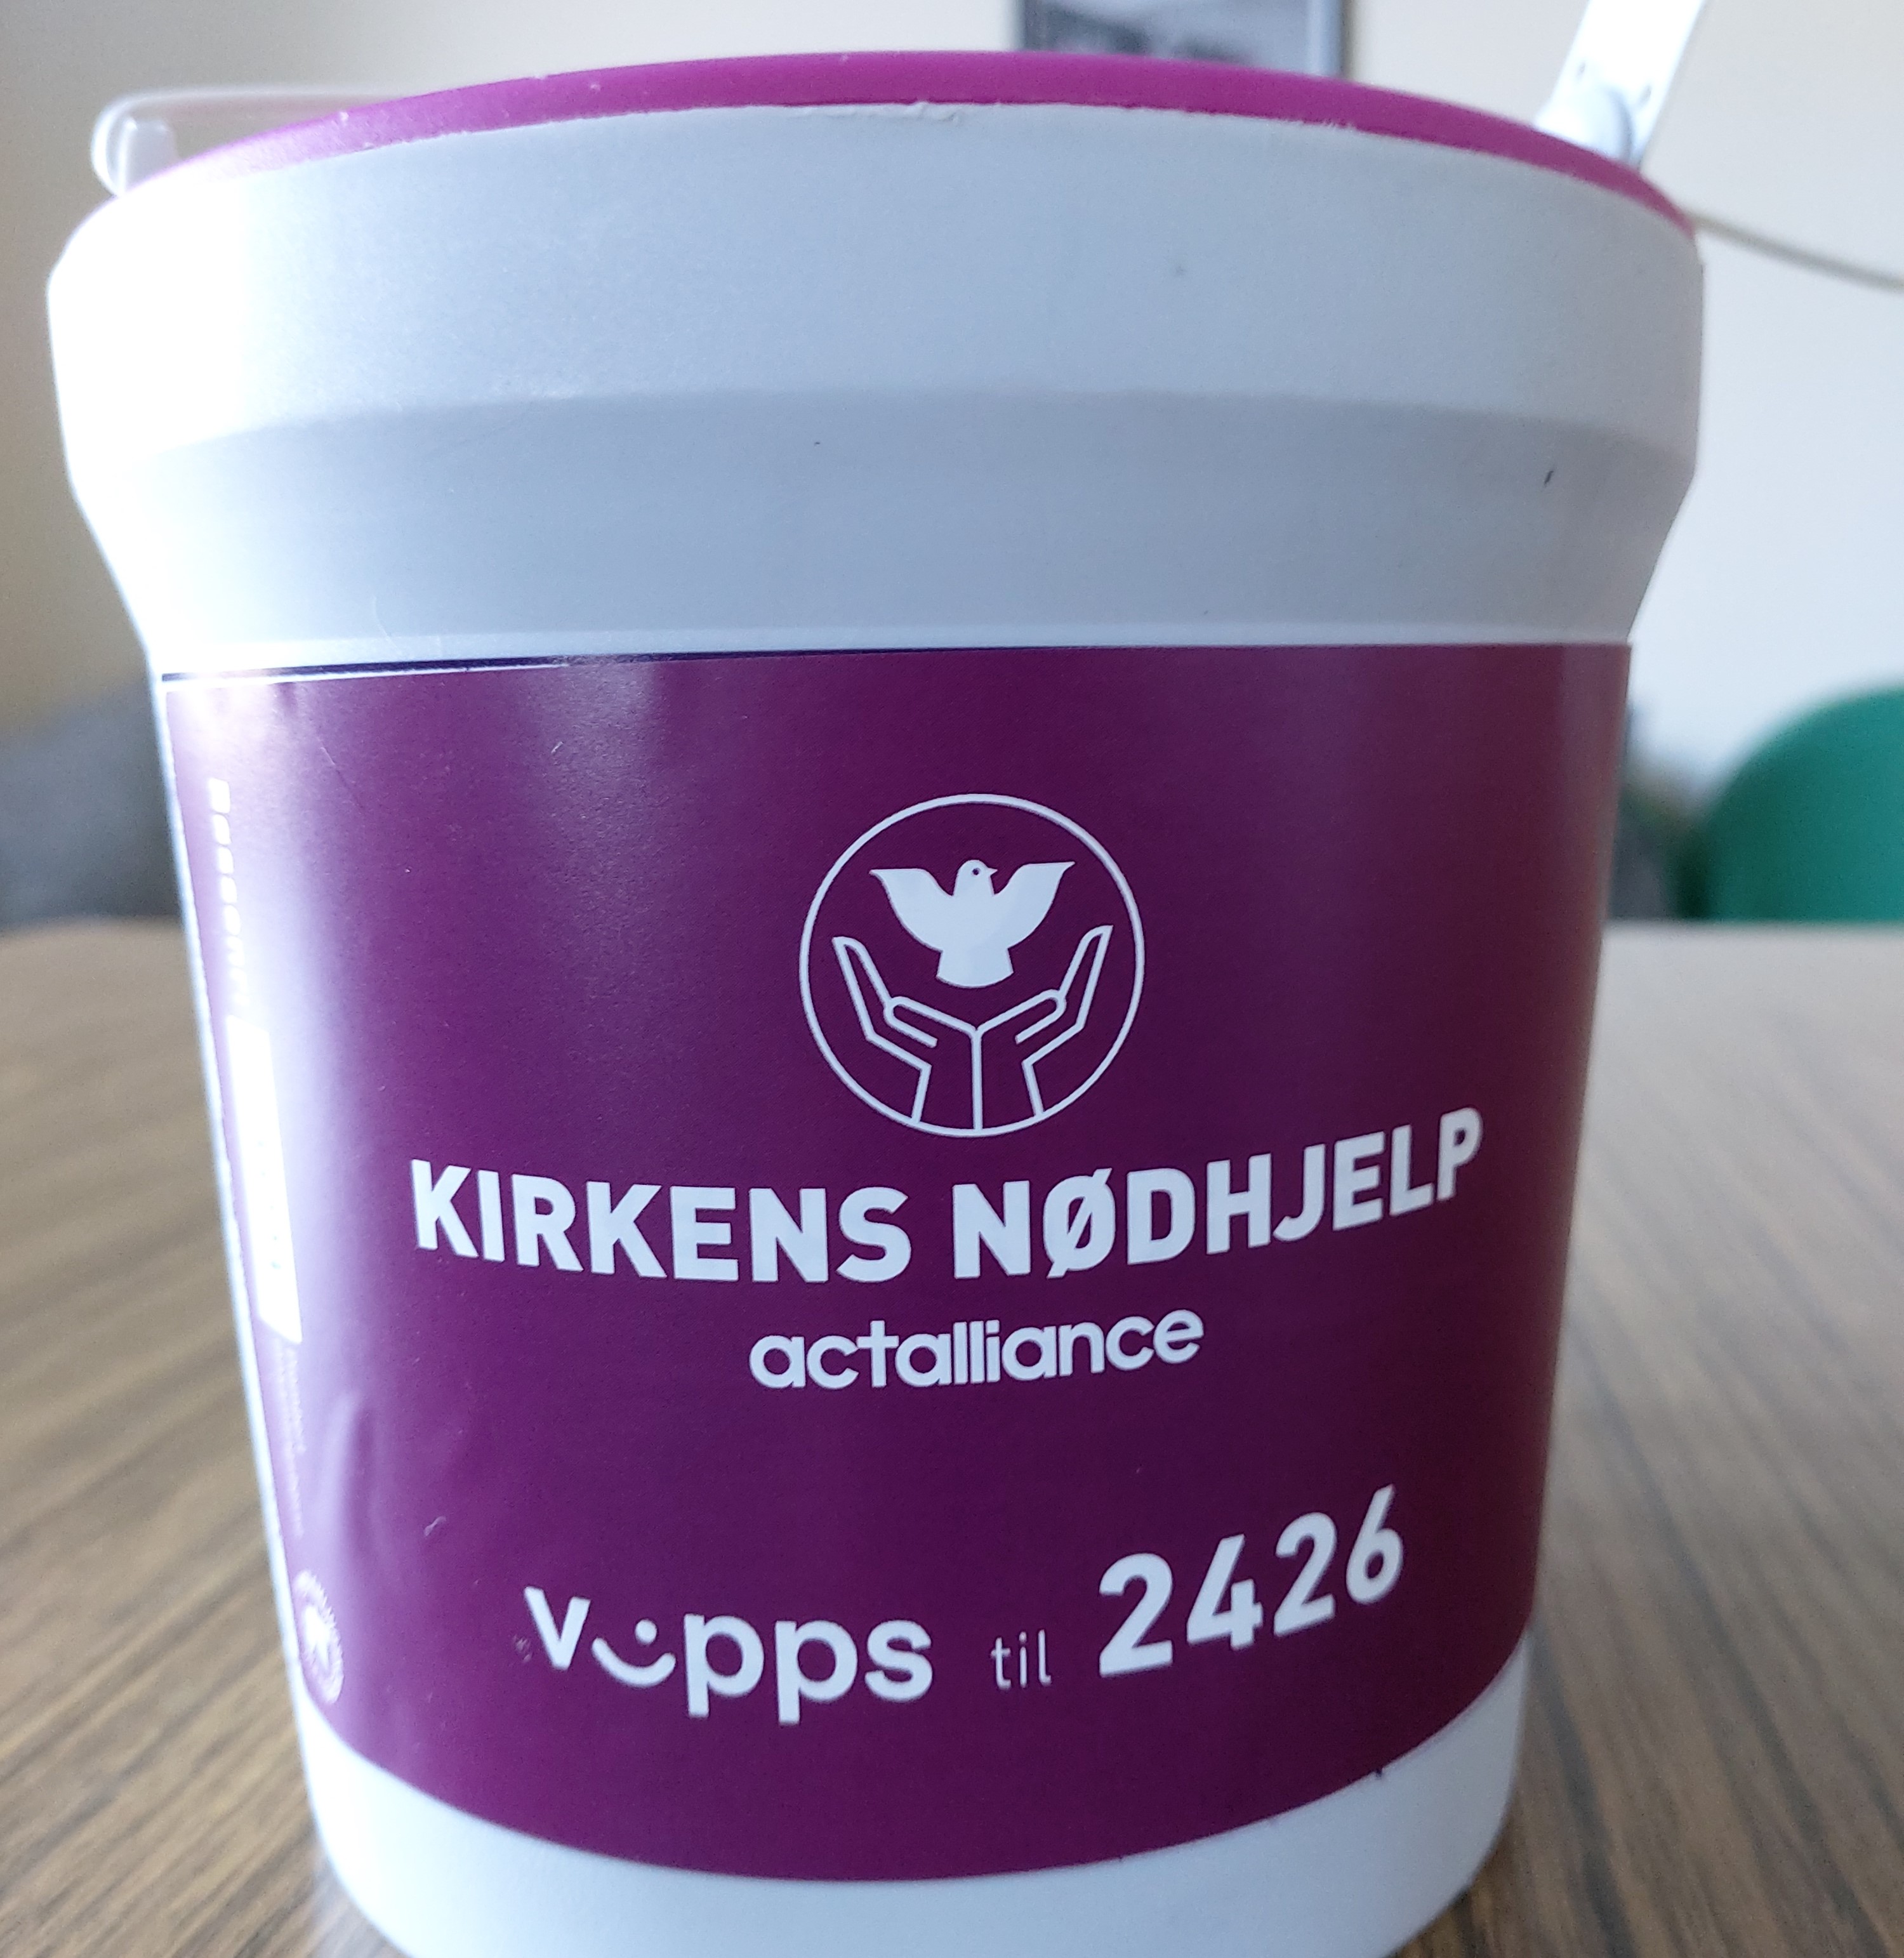 KIRKENS NØDHJELP
actalliance
vipps til 2426